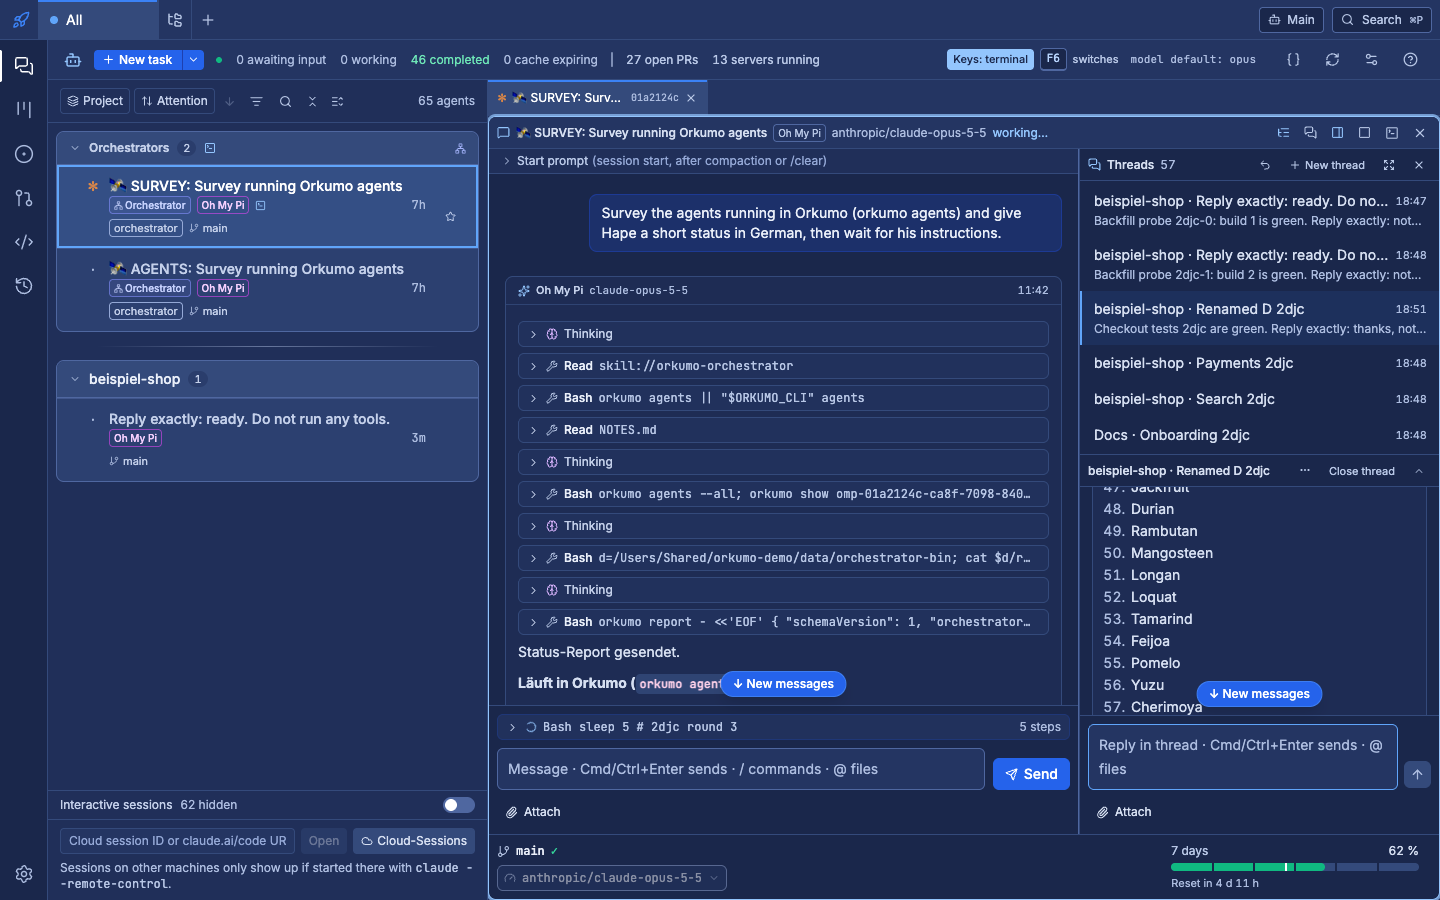 All
Main
Search ⌘P
+ New task
0 awaiting input
0 working
46 completed
0 cache expiring
27 open PRs
13 servers running
Keys: terminal
F6
switches
model default: opus
Project
Attention
65 agents
Orchestrators 2
SURVEY: Survey running Orkumo agents
Orchestrator
Oh My Pi
7h
orchestrator
main
AGENTS: Survey running Orkumo agents
Orchestrator
Oh My Pi
7h
orchestrator
main
beispiel-shop 1
Reply exactly: ready. Do not run any tools.
Oh My Pi
3m
main
Interactive sessions 62 hidden
Cloud session ID or claude.ai/code UR
Open
Cloud-Sessions
Sessions on other machines only show up if started there with claude -
-remote-control.
SURVEY: Surv... 01a2124c
SURVEY: Survey running Orkumo agents Oh My Pi anthropic/claude-opus-5-5 working...
Start prompt (session start, after compaction or /clear)
Survey the agents running in Orkumo (orkumo agents) and give
Hape a short status in German, then wait for his instructions.
Oh My Pi claude-opus-5-5 11:42
Thinking
Read skill://orkumo-orchestrator
Bash orkumo agents || "$ORKUMO_CLI" agents
Read NOTES.md
Thinking
Bash orkumo agents --all; orkumo show omp-01a2124c-ca8f-7098-840…
Thinking
Bash d=/Users/Shared/orkumo-demo/data/orchestrator-bin; cat $d/r…
Thinking
Bash orkumo report - <<'EOF' { "schemaVersion": 1, "orchestrator…
Status-Report gesendet.
Läuft in Orkumo (orkumo agent
↓ New messages
Bash sleep 5 # 2djc round 3
5 steps
Message · Cmd/Ctrl+Enter sends · / commands · @ files
Send
Attach
main ✓
anthropic/claude-opus-5-5
Threads 57
+ New thread
beispiel-shop · Reply exactly: ready. Do no... 18:47
Backfill probe 2djc-0: build 1 is green. Reply exactly: not...
beispiel-shop · Reply exactly: ready. Do no... 18:48
Backfill probe 2djc-1: build 2 is green. Reply exactly: not...
beispiel-shop · Renamed D 2djc 18:51
Checkout tests 2djc are green. Reply exactly: thanks, not...
beispiel-shop · Payments 2djc 18:48
beispiel-shop · Search 2djc 18:48
Docs · Onboarding 2djc 18:48
beispiel-shop · Renamed D 2djc ··· Close thread
47. Jackfruit
48. Durian
49. Rambutan
50. Mangosteen
51. Longan
52. Loquat
53. Tamarind
54. Feijoa
55. Pomelo
56. Yuzu
57. Cherimoya
↓ New messages
Reply in thread · Cmd/Ctrl+Enter sends · @
files
Attach
7 days 62 %
Reset in 4 d 11 h